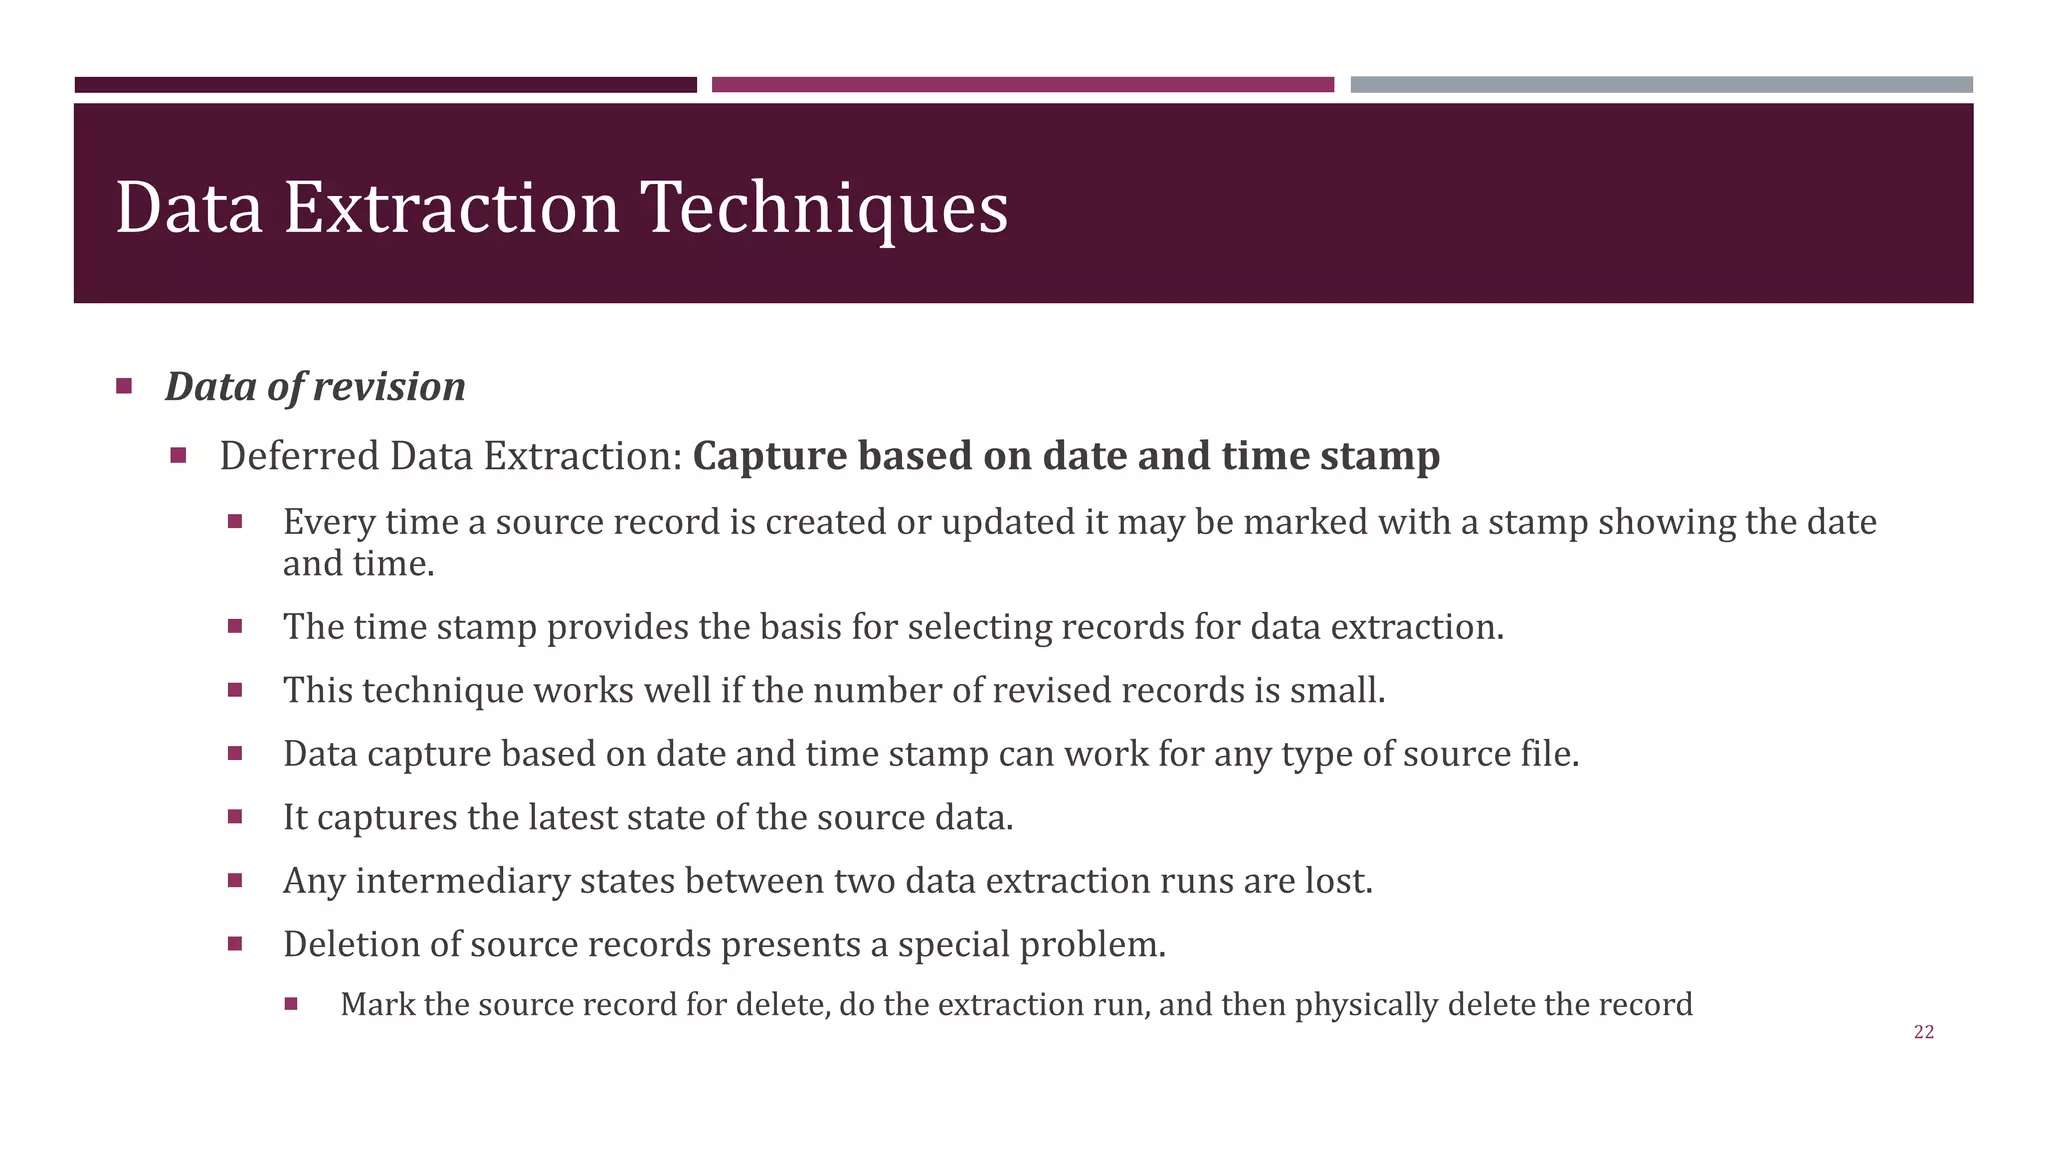 Data Extraction Techniques
Data of revision
Deferred Data Extraction: Capture based on date and time stamp
Every time a source record is created or updated it may be marked with a stamp showing the date
and time.
The time stamp provides the basis for selecting records for data extraction.
This technique works well if the number of revised records is small.
Data capture based on date and time stamp can work for any type of source file.
It captures the latest state of the source data.
Any intermediary states between two data extraction runs are lost.
Deletion of source records presents a special problem.
Mark the source record for delete, do the extraction run, and then physically delete the record
22